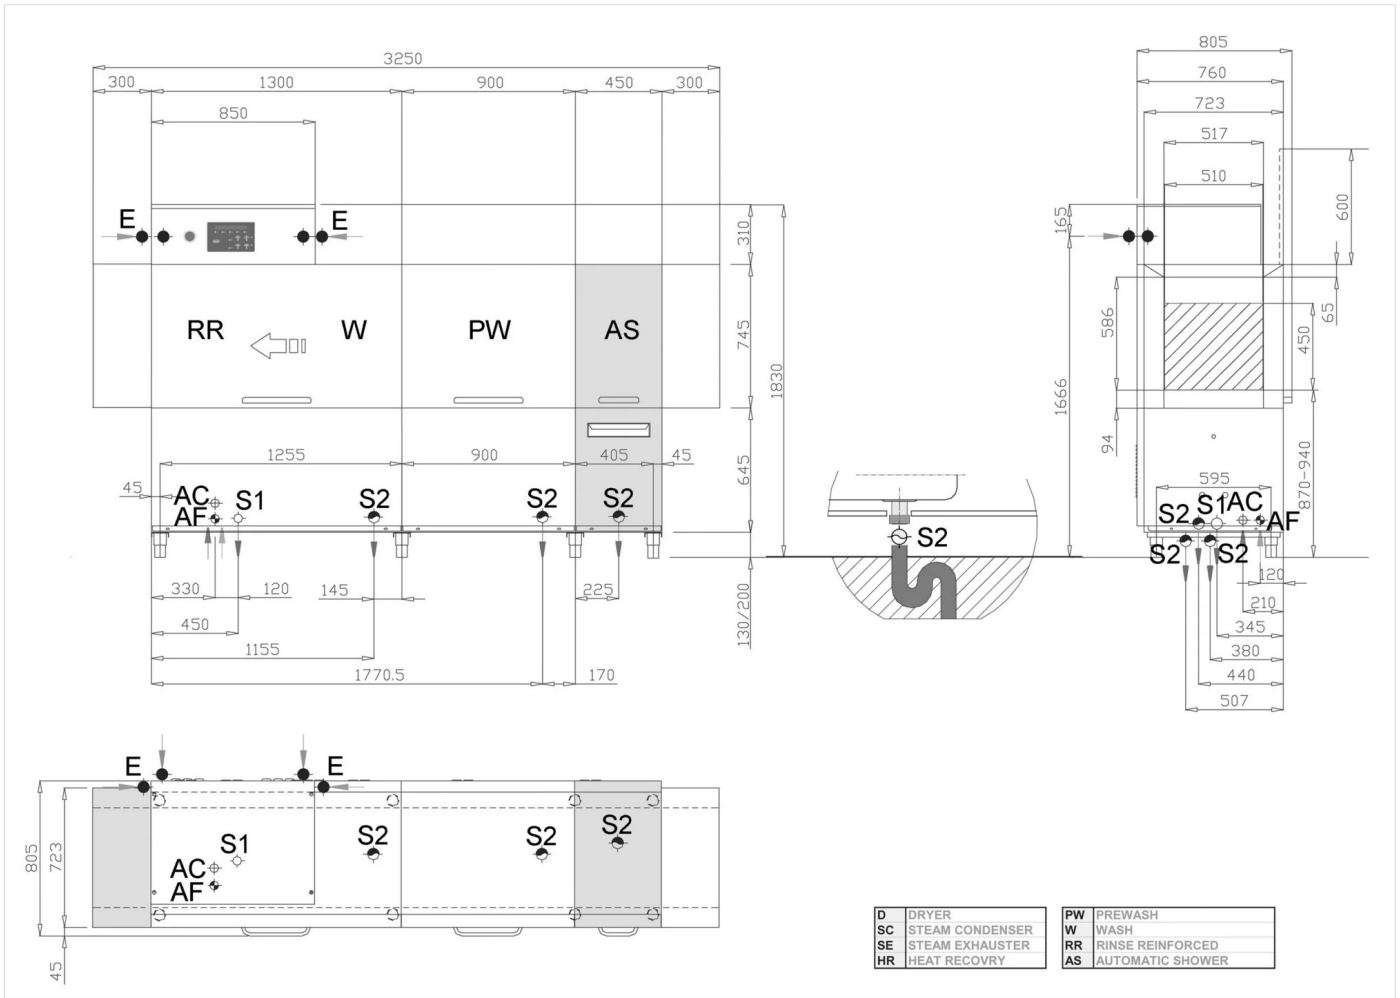 3250
300 1300 900 450 300
850
E E
310
RR W PW AS
745
1830
1255 900 405 45
645
45
AC S1 S2 S2 S2
AF
330 120 145 225
130/200
450
1155
1770.5 170
S2
805
760
723
517
510
600
165
65
586
450
1666
94
870-940
595
S2 S1 AC AF
S2 S2
120
210
345
380
440
507
E E
805
723
S1 S2 S2 S2
AC
AF
45
D DRYER
SC STEAM CONDENSER
SE STEAM EXHAUSTER
HR HEAT RECOVRY
PW PREWASH
W WASH
RR RINSE REINFORCED
AS AUTOMATIC SHOWER